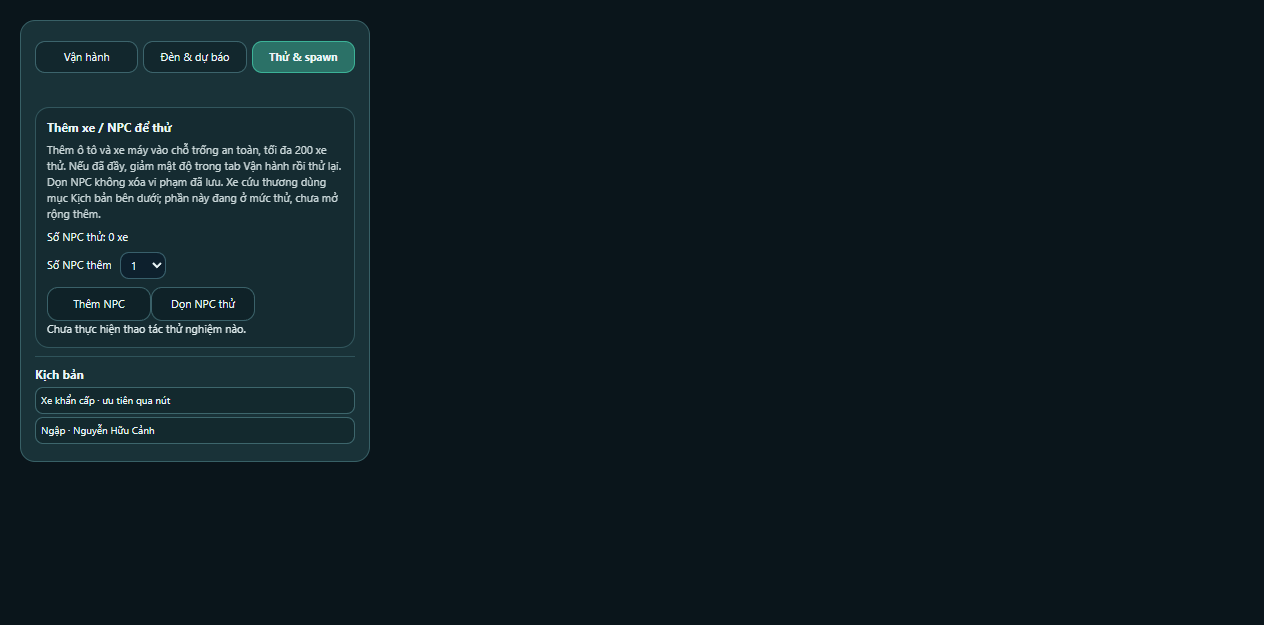 Vận hành
Đèn & dự báo
Thử & spawn
Thêm xe / NPC để thử
Thêm ô tô và xe máy vào chỗ trống an toàn, tối đa 200 xe
thử. Nếu đã đầy, giảm mật độ trong tab Vận hành rồi thử lại.
Dọn NPC không xóa vi phạm đã lưu. Xe cứu thương dùng
mục Kịch bản bên dưới; phần này đang ở mức thử, chưa mở
rộng thêm.
Số NPC thử: 0 xe
Số NPC thêm 1
Thêm NPC
Dọn NPC thử
Chưa thực hiện thao tác thử nghiệm nào.
Kịch bản
Xe khẩn cấp · ưu tiên qua nút
Ngập · Nguyễn Hữu Cảnh